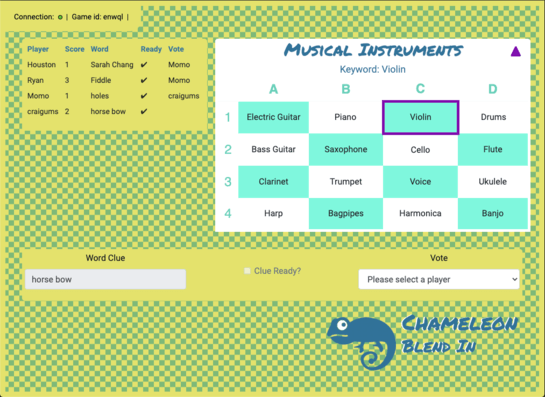 Connection: | Game id: enwql |
Player Score Word Ready Vote
Houston 1 Sarah Chang ✔ Momo
Ryan 3 Fiddle ✔ Momo
Momo 1 holes ✔ craigums
craigums 2 horse bow ✔
Musical Instruments
Keyword: Violin
A B C D
1 Electric Guitar Piano Violin Drums
2 Bass Guitar Saxophone Cello Flute
3 Clarinet Trumpet Voice Ukulele
4 Harp Bagpipes Harmonica Banjo
Word Clue
horse bow
Clue Ready?
Vote
Please select a player
Chameleon
Blend In